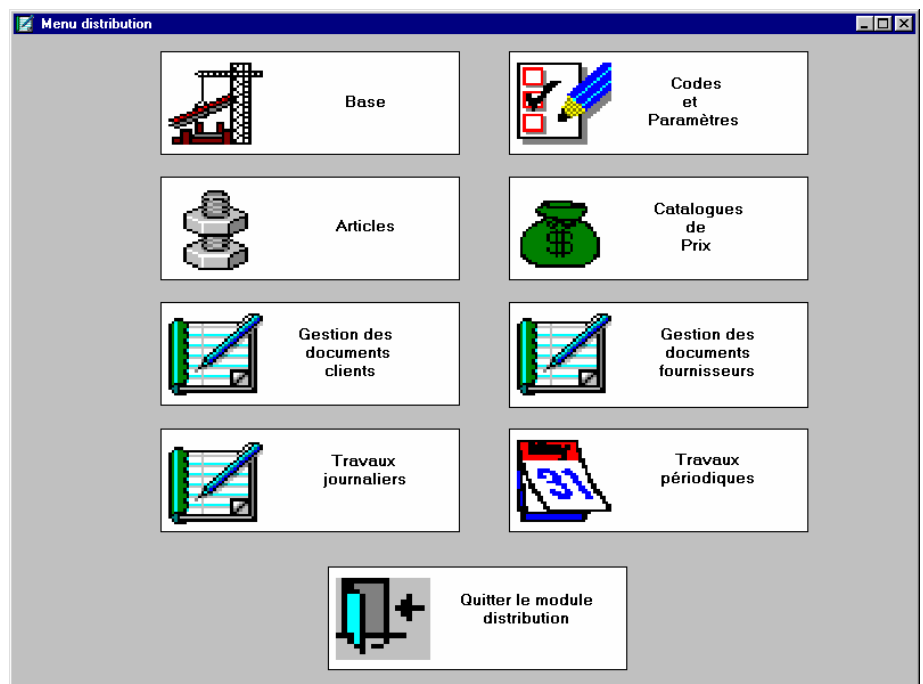 Menu distribution
Base
Codes
et
Paramètres
Articles
Catalogues
de
Prix
Gestion des
documents
clients
Gestion des
documents
fournisseurs
Travaux
journaliers
Travaux
périodiques
31
Quitter le module
distribution